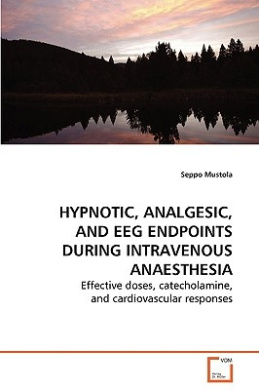 Seppo Mustola
HYPNOTIC, ANALGESIC,
AND EEG ENDPOINTS
DURING INTRAVENOUS
ANAESTHESIA
Effective doses, catecholamine,
and cardiovascular responses
VDM